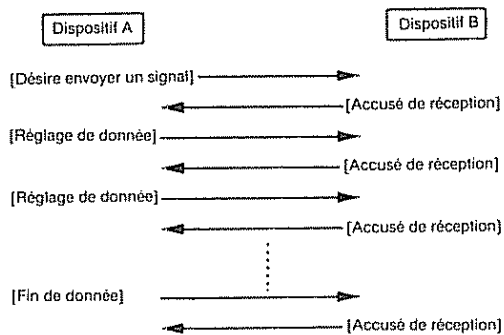 Dispositif A
Dispositif B
[Désire envoyer un signal]
[Accusé de réception]
[Réglage de donnée]
[Accusé de réception]
[Réglage de donnée]
[Accusé de réception]
[Fin de donnée]
[Accusé de réception]